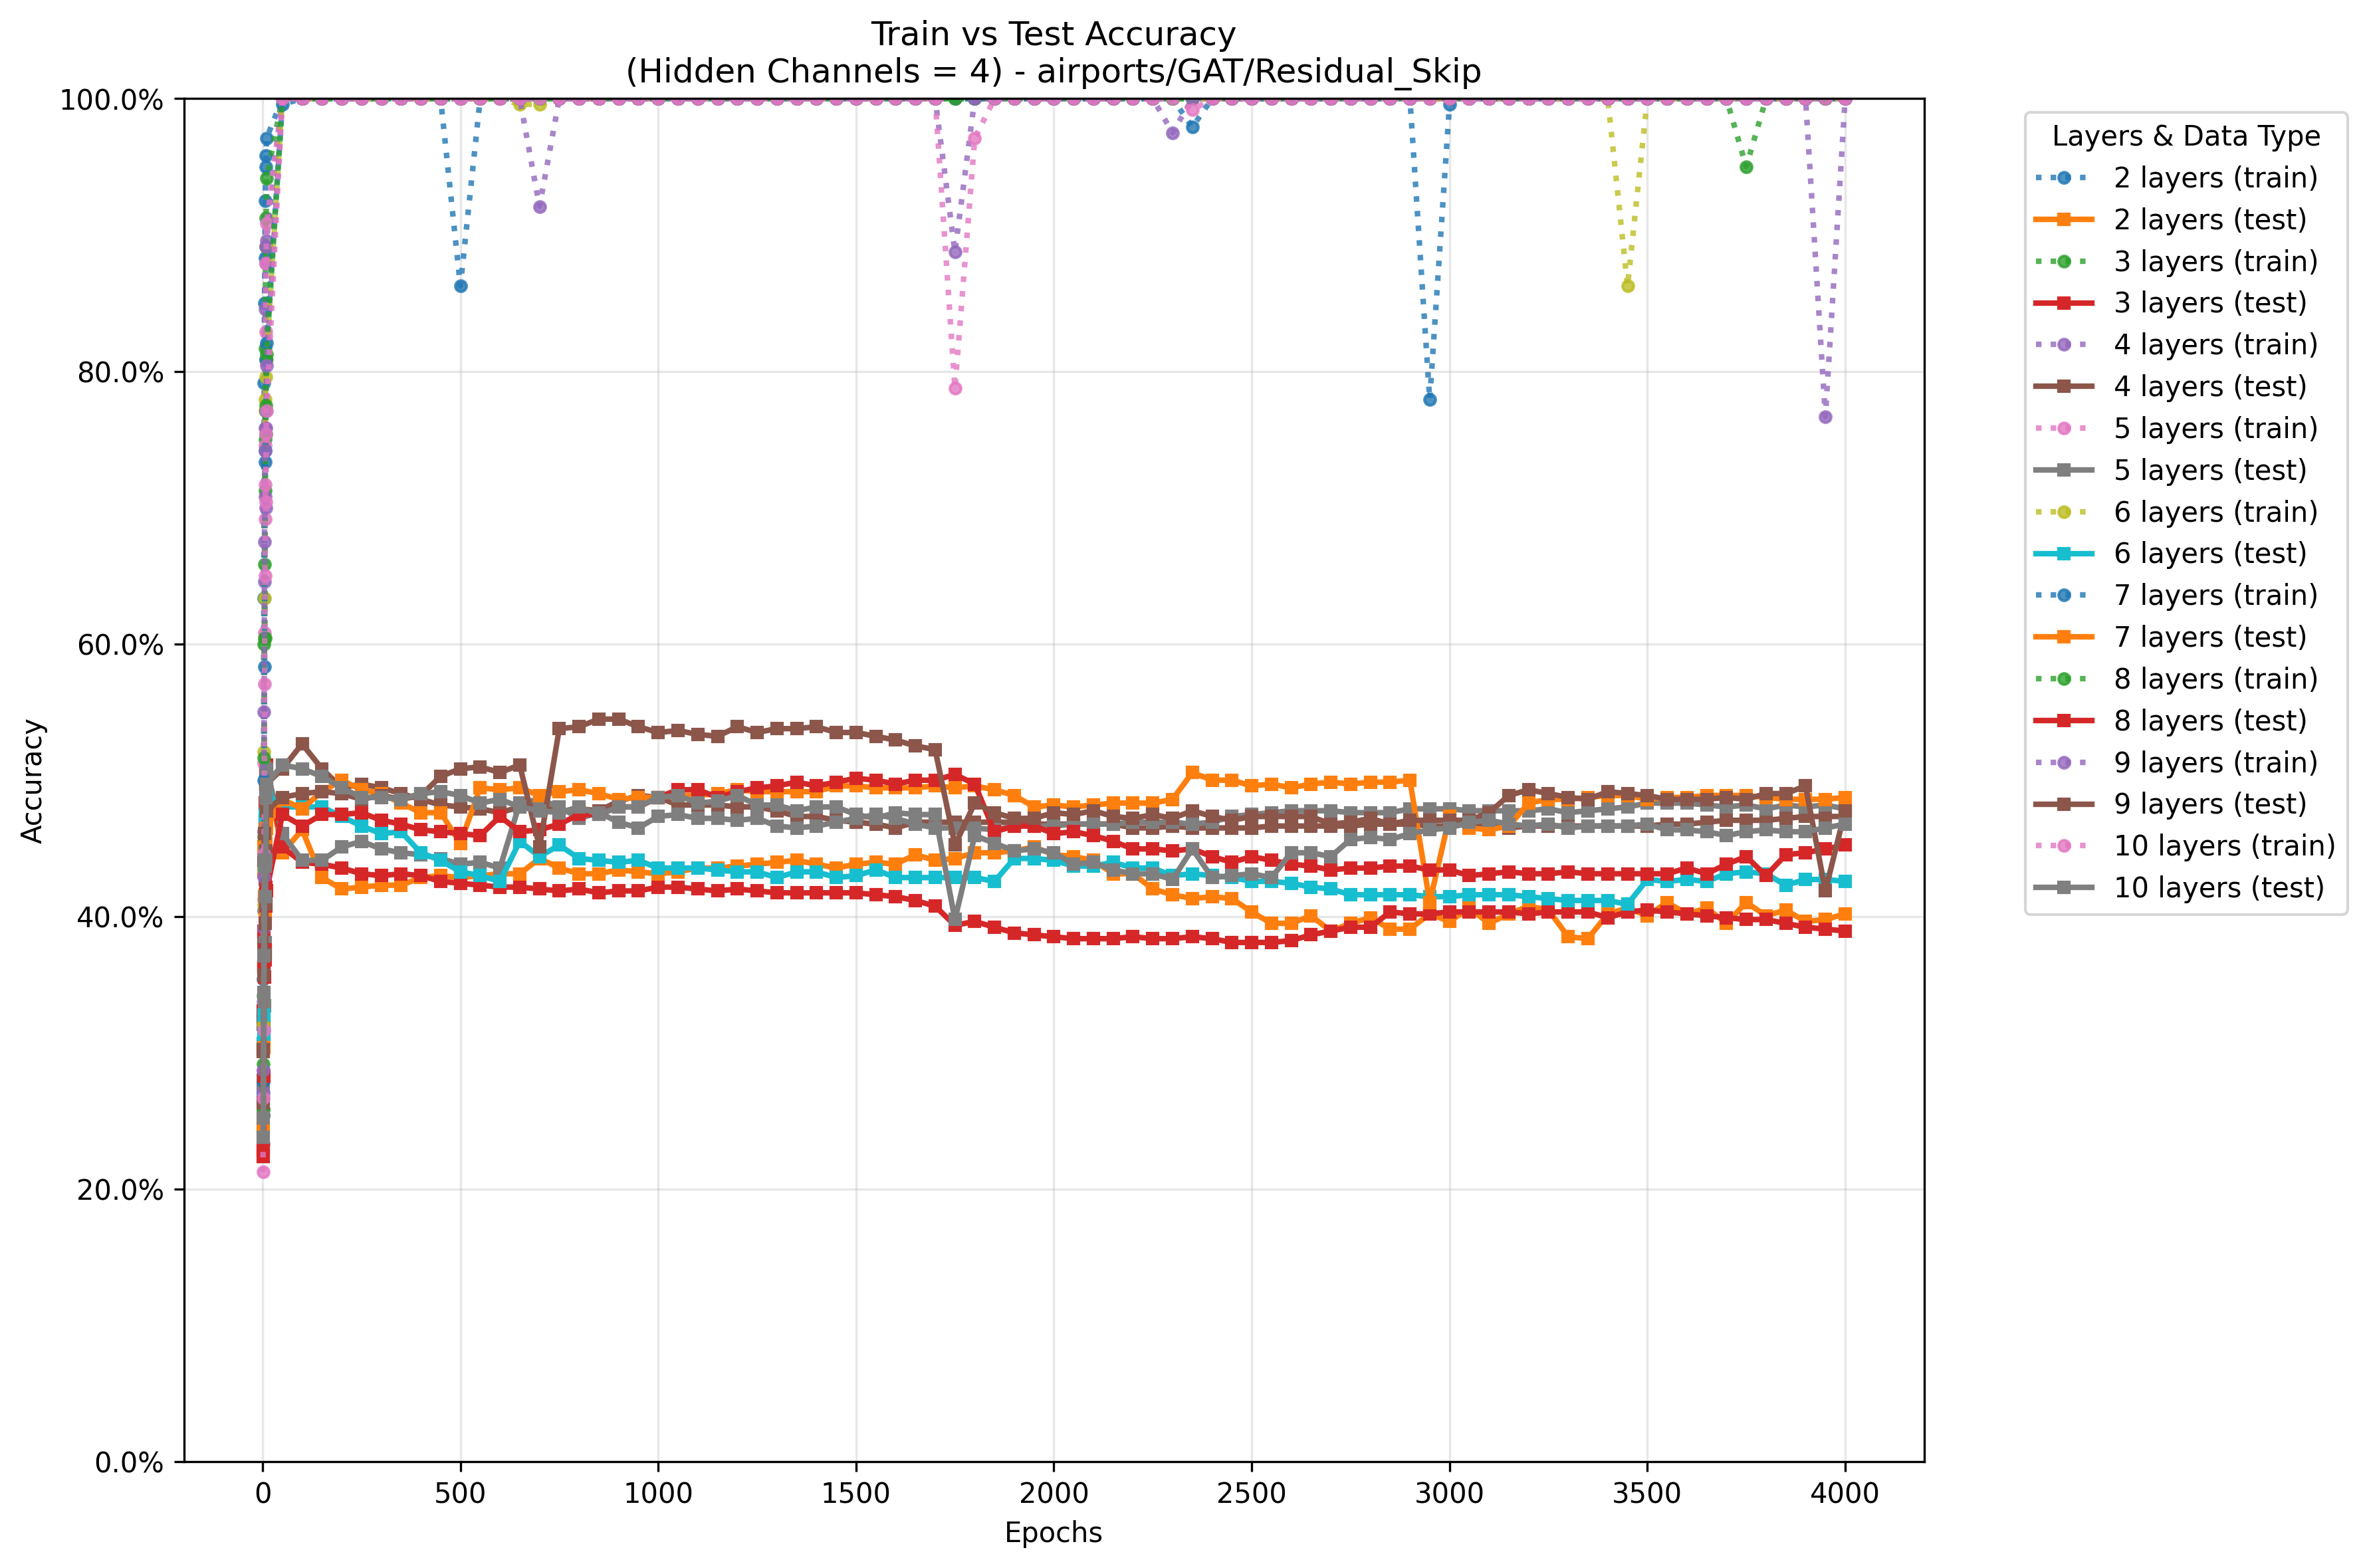 Train vs Test Accuracy
(Hidden Channels = 4) - airports/GAT/Residual_Skip
100.0%
80.0%
60.0%
40.0%
20.0%
0.0%
Accuracy
0
500
1000
1500
2000
2500
3000
3500
4000
Epochs
Layers & Data Type
2 layers (train)
2 layers (test)
3 layers (train)
3 layers (test)
4 layers (train)
4 layers (test)
5 layers (train)
5 layers (test)
6 layers (train)
6 layers (test)
7 layers (train)
7 layers (test)
8 layers (train)
8 layers (test)
9 layers (train)
9 layers (test)
10 layers (train)
10 layers (test)